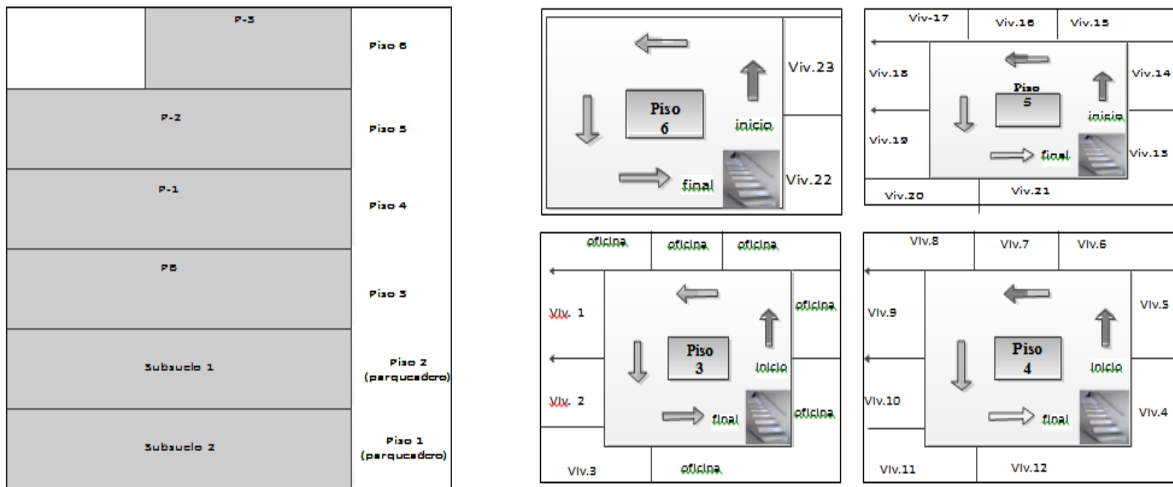 P-3
Piso 6
P-2
Piso 5
P-1
Piso 4
PB
Piso 3
Subsuelo 1
Piso 2
(parqueadero)
Subsuelo 2
Piso 1
(parqueadero)
Viv.23
Piso
6
inicio
final
Viv.22
Viv-17
Viv.16
Viv.15
Viv.18
Viv.14
Piso
5
inicio
Viv.19
final
Viv.13
Viv.20
Viv.21
oficina
oficina
oficina
Viv. 1
oficina
Piso
3
inicio
Viv. 2
final
oficina
Viv.3
oficina
Viv.8
Viv.7
Viv.6
Viv.9
Viv.5
Piso
4
inicio
Viv.10
final
Viv.4
Viv.11
Viv.12